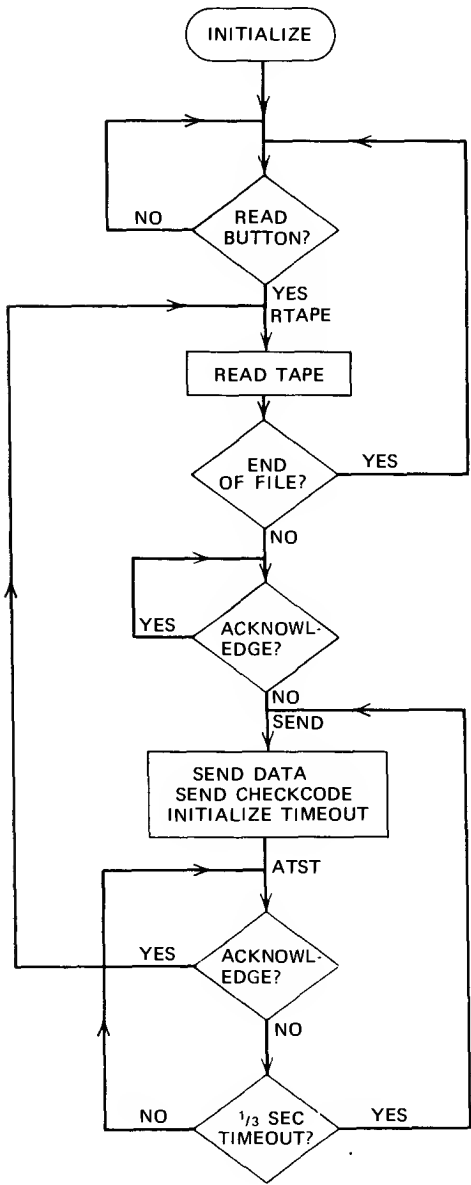 INITIALIZE
NO
READ
BUTTON?
YES
RTAPE
READ TAPE
END
OF FILE?
YES
NO
YES
ACKNOWL-
EDGE?
NO
SEND
SEND DATA
SEND CHECKCODE
INITIALIZE TIMEOUT
ATST
YES
ACKNOWL-
EDGE?
NO
NO
1/3 SEC
TIMEOUT?
YES